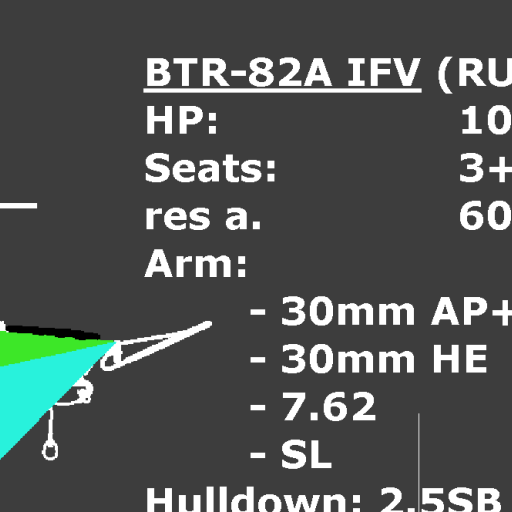 BTR-82A IFV (RU
HP: 10
Seats: 3+
res a. 60
Arm:
- 30mm AP+
- 30mm HE
- 7.62
- SL
Hulldown: 2.5SB